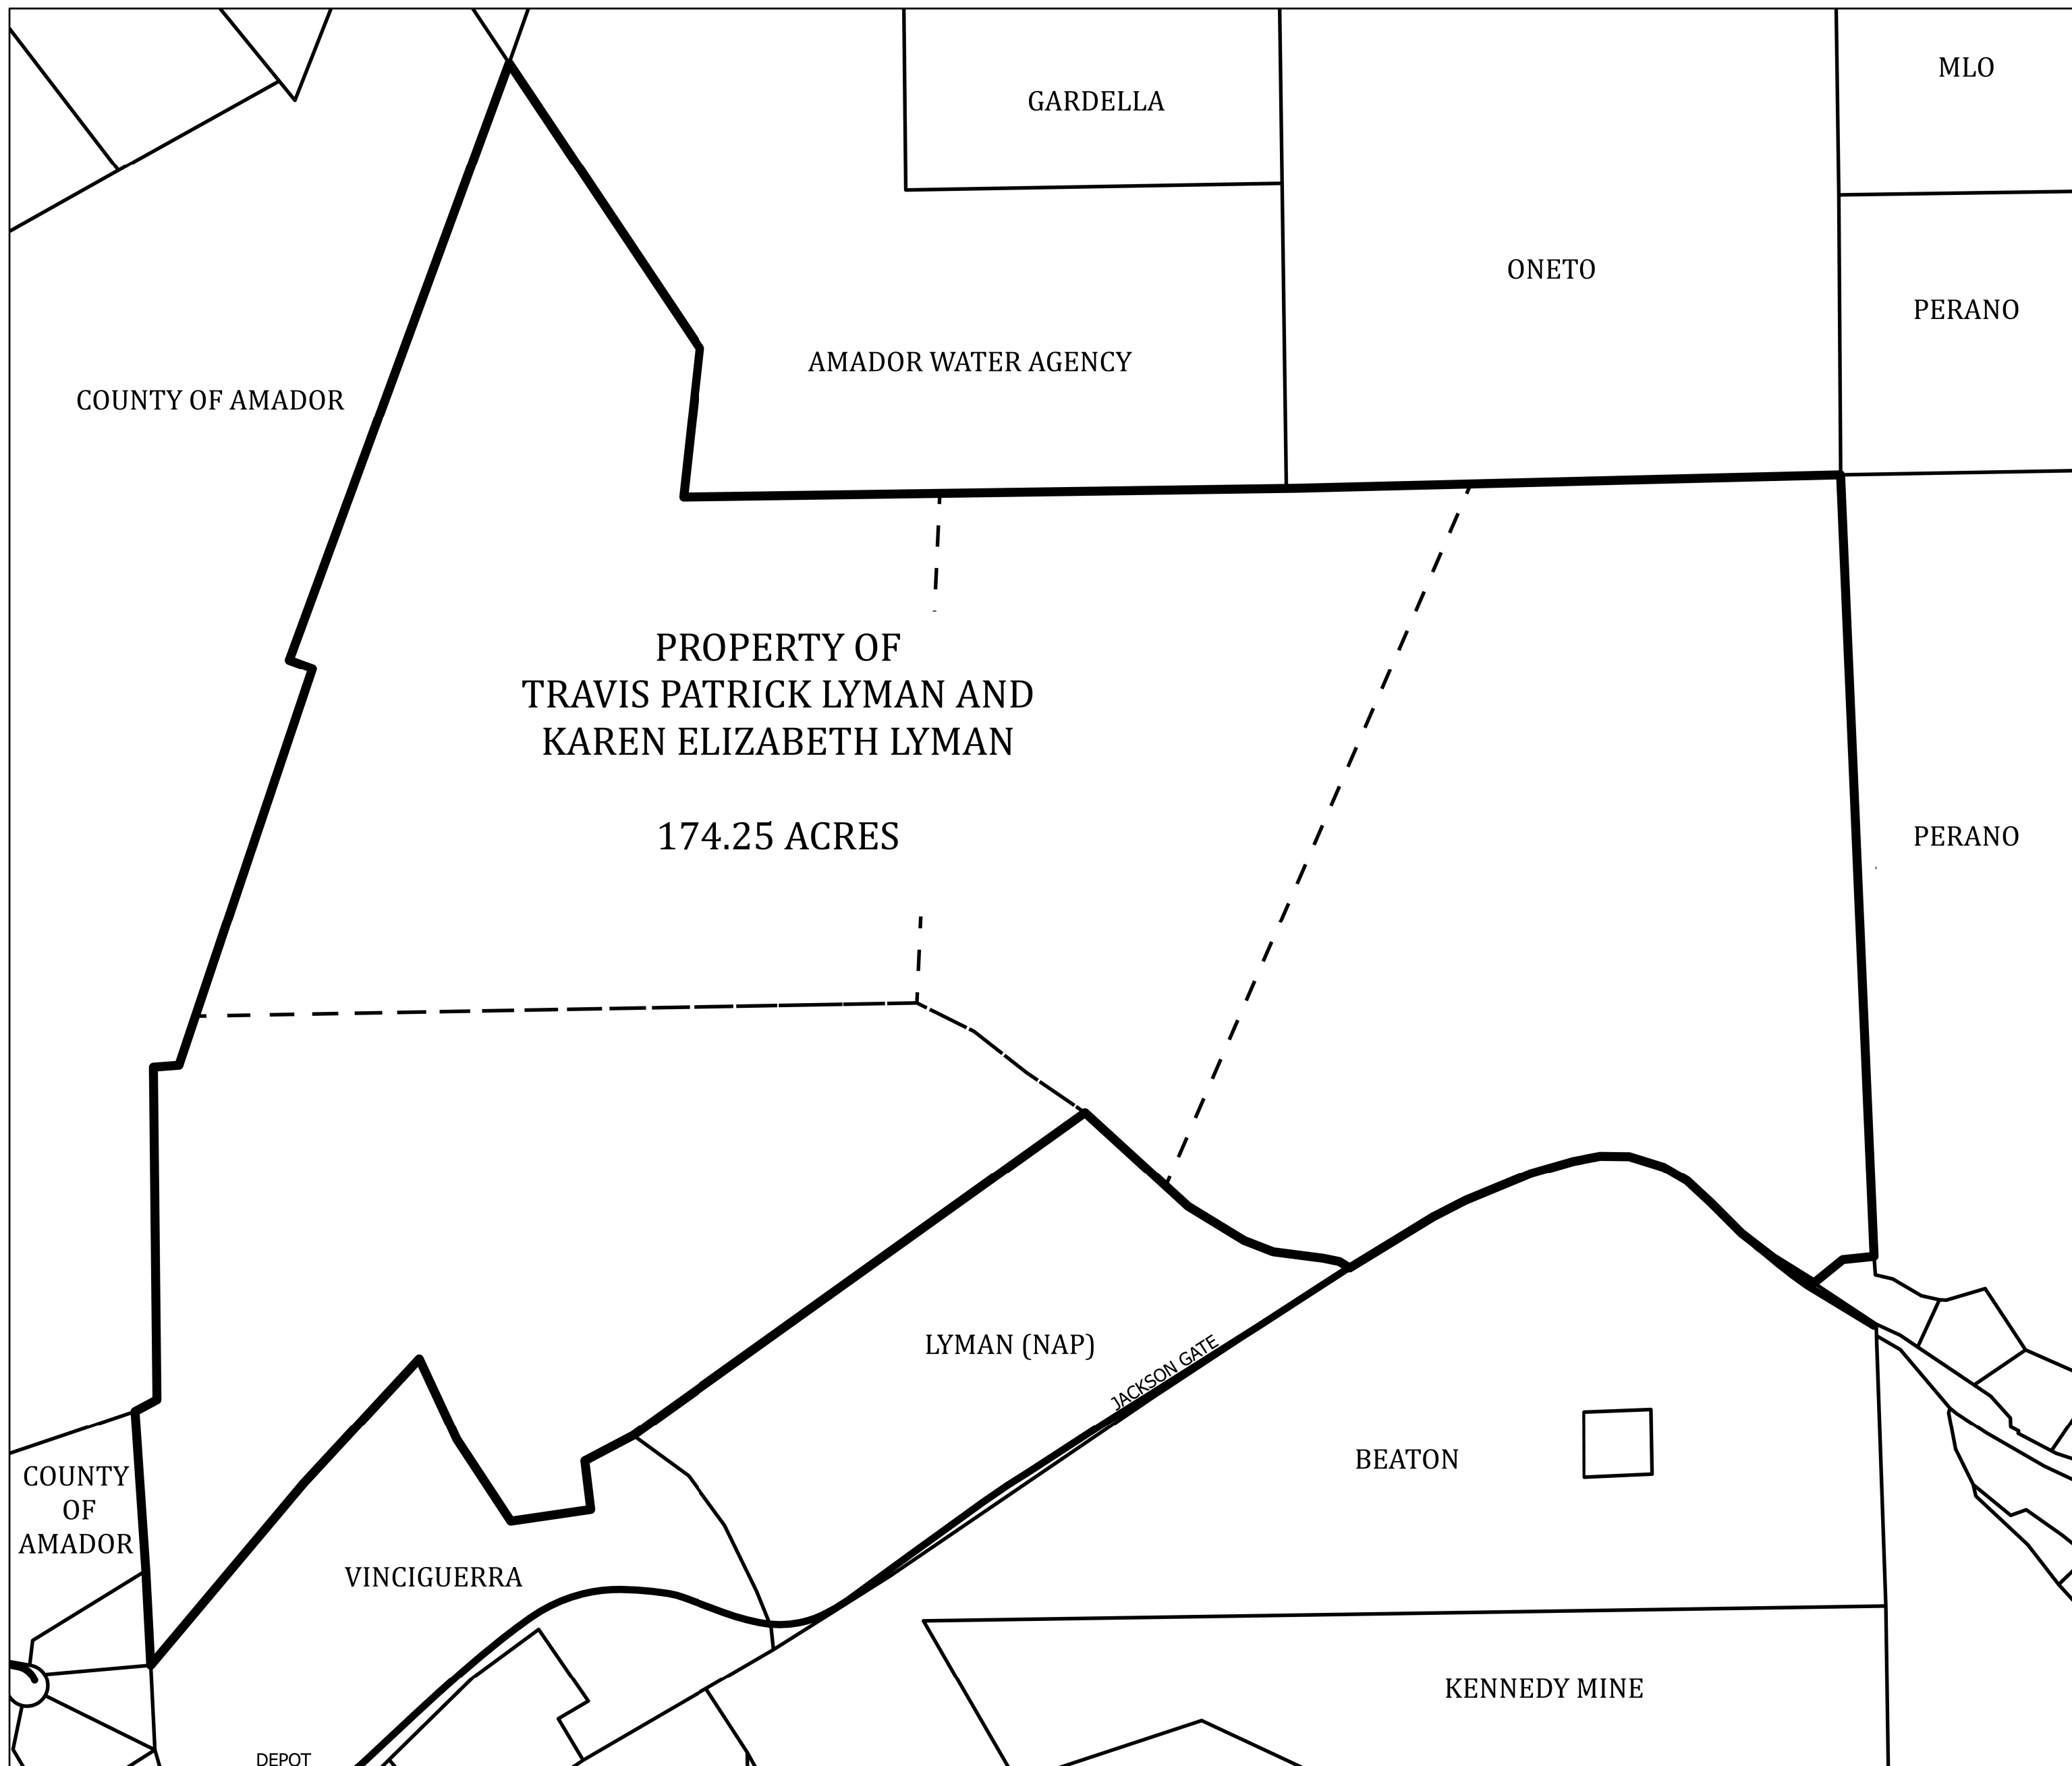 MLO
GARDELLA
ONETO
PERANO
AMADOR WATER AGENCY
COUNTY OF AMADOR
PROPERTY OF
TRAVIS PATRICK LYMAN AND
KAREN ELIZABETH LYMAN
174.25 ACRES
PERANO
LYMAN (NAP)
JACKSON GATE
BEATON
COUNTY
OF
AMADOR
VINCIGUERRA
KENNEDY MINE
DEPOT